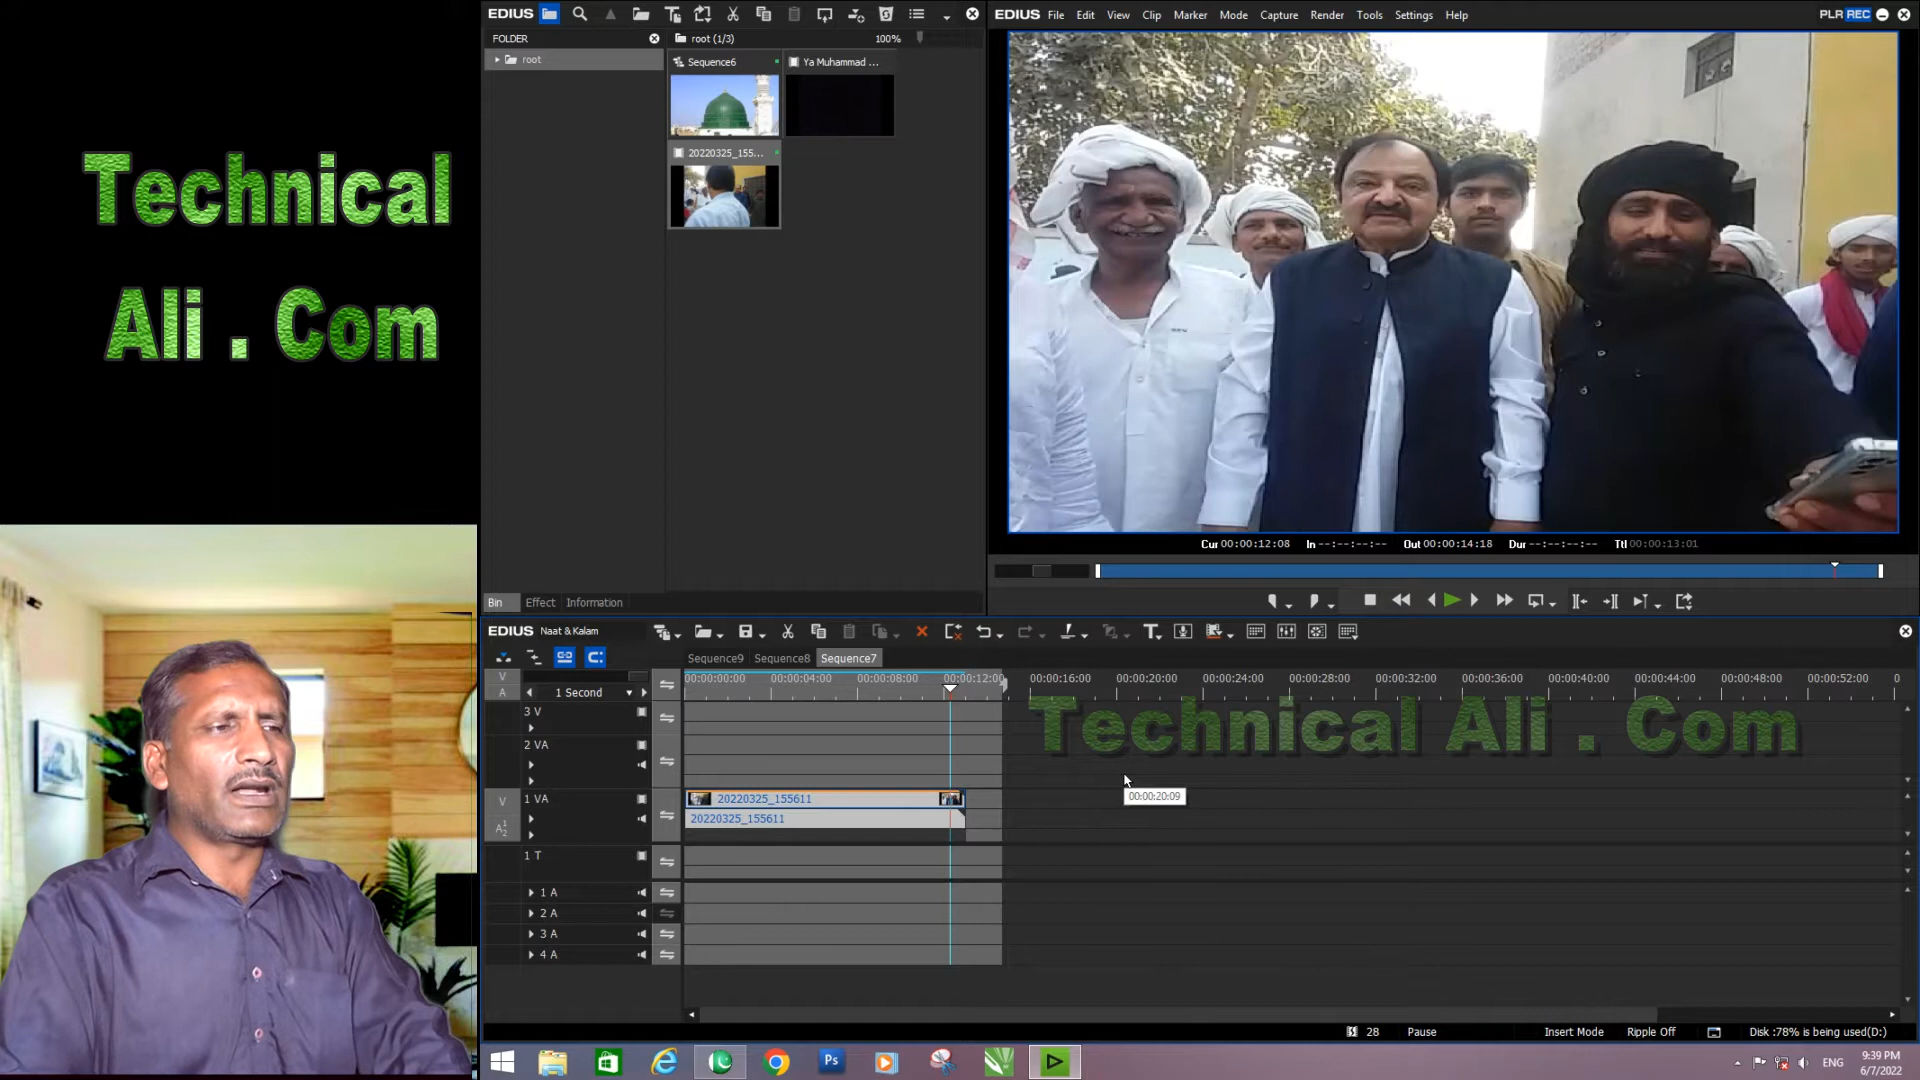 Technical
Ali . Com
EDIUS
FOLDER
root
root (1/3)
100%
Sequence6
Ya Muhammad ...
20220325_155...
Bin
Effect
Information
EDIUS
File
Edit
View
Clip
Marker
Mode
Capture
Render
Tools
Settings
Help
PLR REC
Cur 00:00:12:08
In --:--:--:--
Out 00:00:14:18
Dur --:--:--:--
Ttl 00:00:13:01
EDIUS
Naat & Kalam
Sequence9
Sequence8
Sequence7
V
A
1 Second
00:00:00:00
00:00:04:00
00:00:08:00
00:00:12:00
00:00:16:00
00:00:20:00
00:00:24:00
00:00:28:00
00:00:32:00
00:00:36:00
00:00:40:00
00:00:44:00
00:00:48:00
00:00:52:00
0
3 V
Technical Ali . Com
2 VA
V
A12
1 VA
20220325_155611
20220325_155611
00:00:20:09
1 T
1 A
2 A
3 A
4 A
28
Pause
Insert Mode
Ripple Off
Disk :78% is being used(D:)
Ps
ENG
9:39 PM
6/7/2022